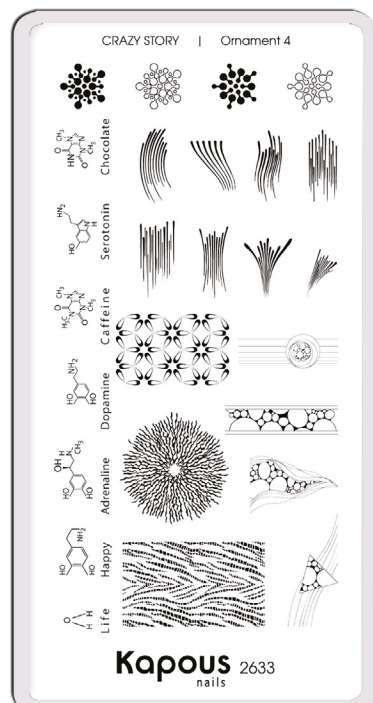 CRAZY STORY | Ornament 4
Chocolate
Serotonin
Caffeine
Dopamine
Adrenaline
Happy
Life
Kapous 2633
nails